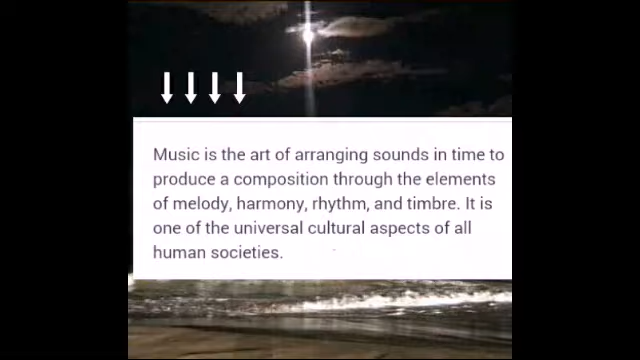 Music is the art of arranging sounds in time to
produce a composition through the elements
of melody, harmony, rhythm, and timbre. It is
one of the universal cultural aspects of all
human societies.